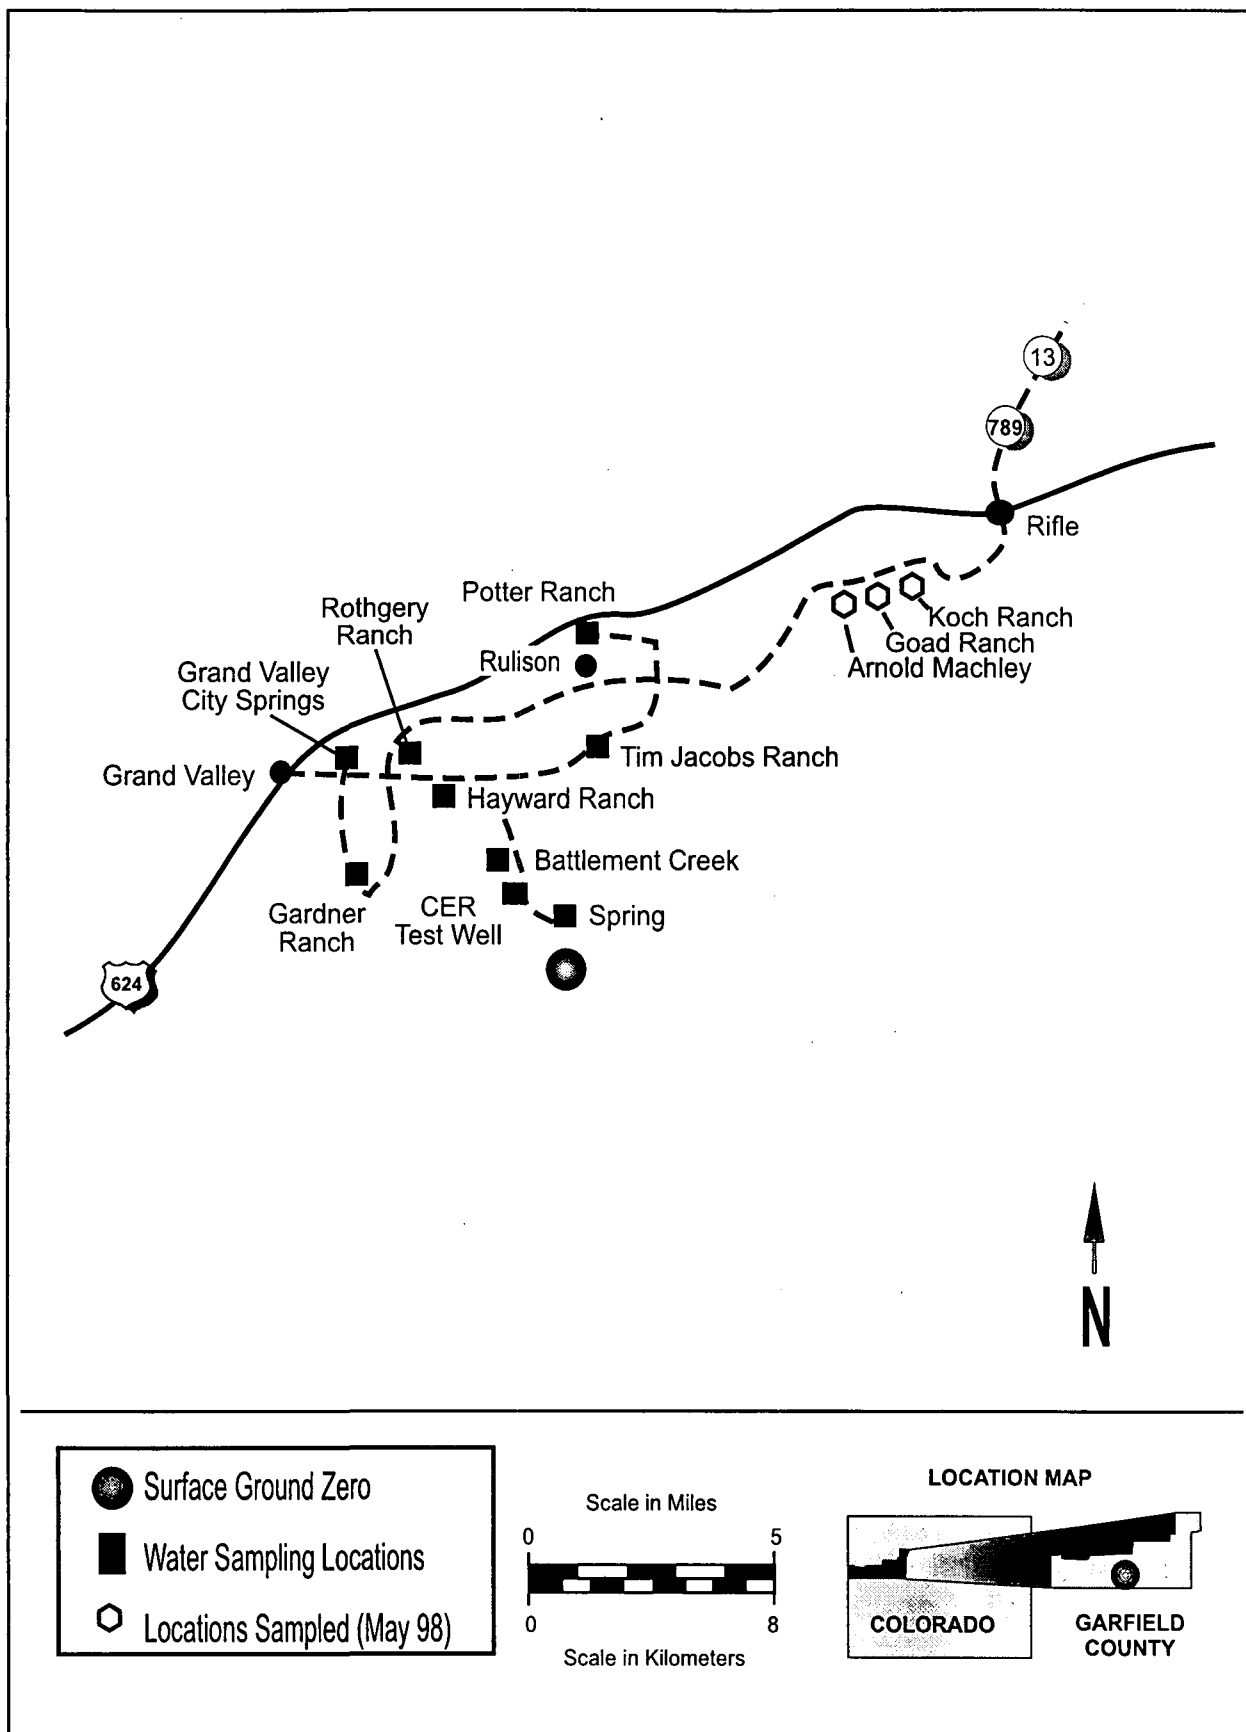 13
789
Rifle
Potter Ranch
Rothgery
Ranch
Koch Ranch
Goad Ranch
Arnold Machley
Rulison
Grand Valley
City Springs
Grand Valley
Tim Jacobs Ranch
Hayward Ranch
Battlement Creek
Gardner
Ranch
CER
Test Well
Spring
624
N
Surface Ground Zero
Water Sampling Locations
Locations Sampled (May 98)
Scale in Miles
0 5
0 8
Scale in Kilometers
LOCATION MAP
COLORADO
GARFIELD
COUNTY